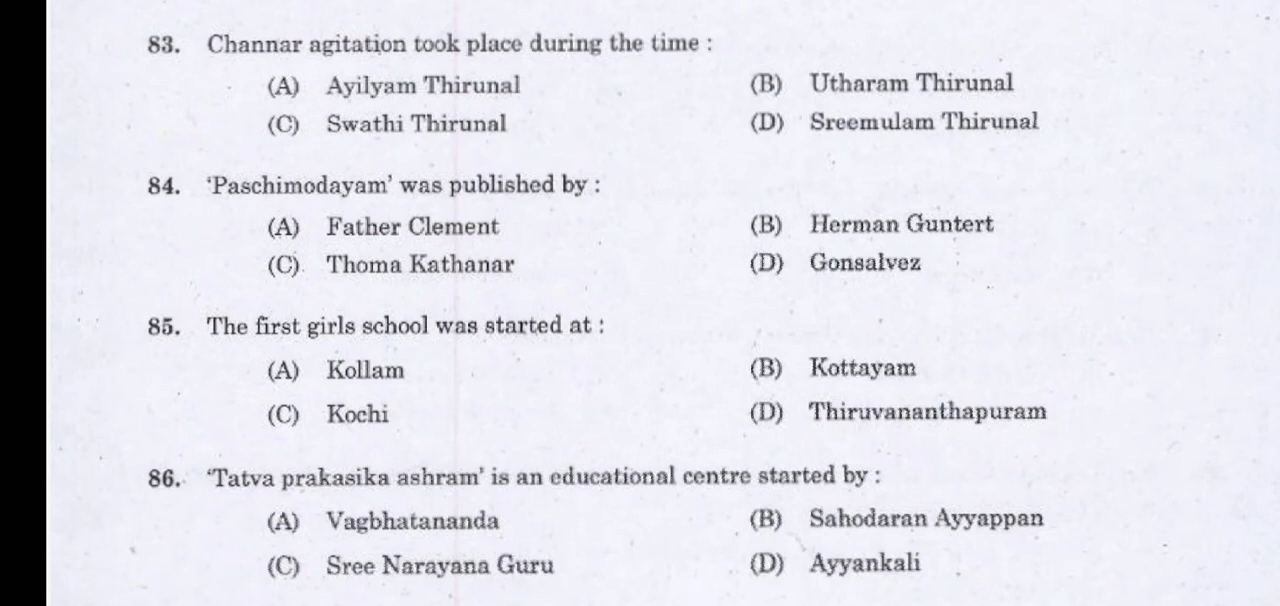 83. Channar agitation took place during the time :
(A) Ayilyam Thirunal (B) Utharam Thirunal
(C) Swathi Thirunal (D) Sreemulam Thirunal
84. 'Paschimodayam' was published by :
(A) Father Clement (B) Herman Guntert
(C) Thoma Kathanar (D) Gonsalvez
85. The first girls school was started at :
(A) Kollam (B) Kottayam
(C) Kochi (D) Thiruvananthapuram
86. 'Tatva prakasika ashram' is an educational centre started by :
(A) Vagbhatananda (B) Sahodaran Ayyappan
(C) Sree Narayana Guru (D) Ayyankali